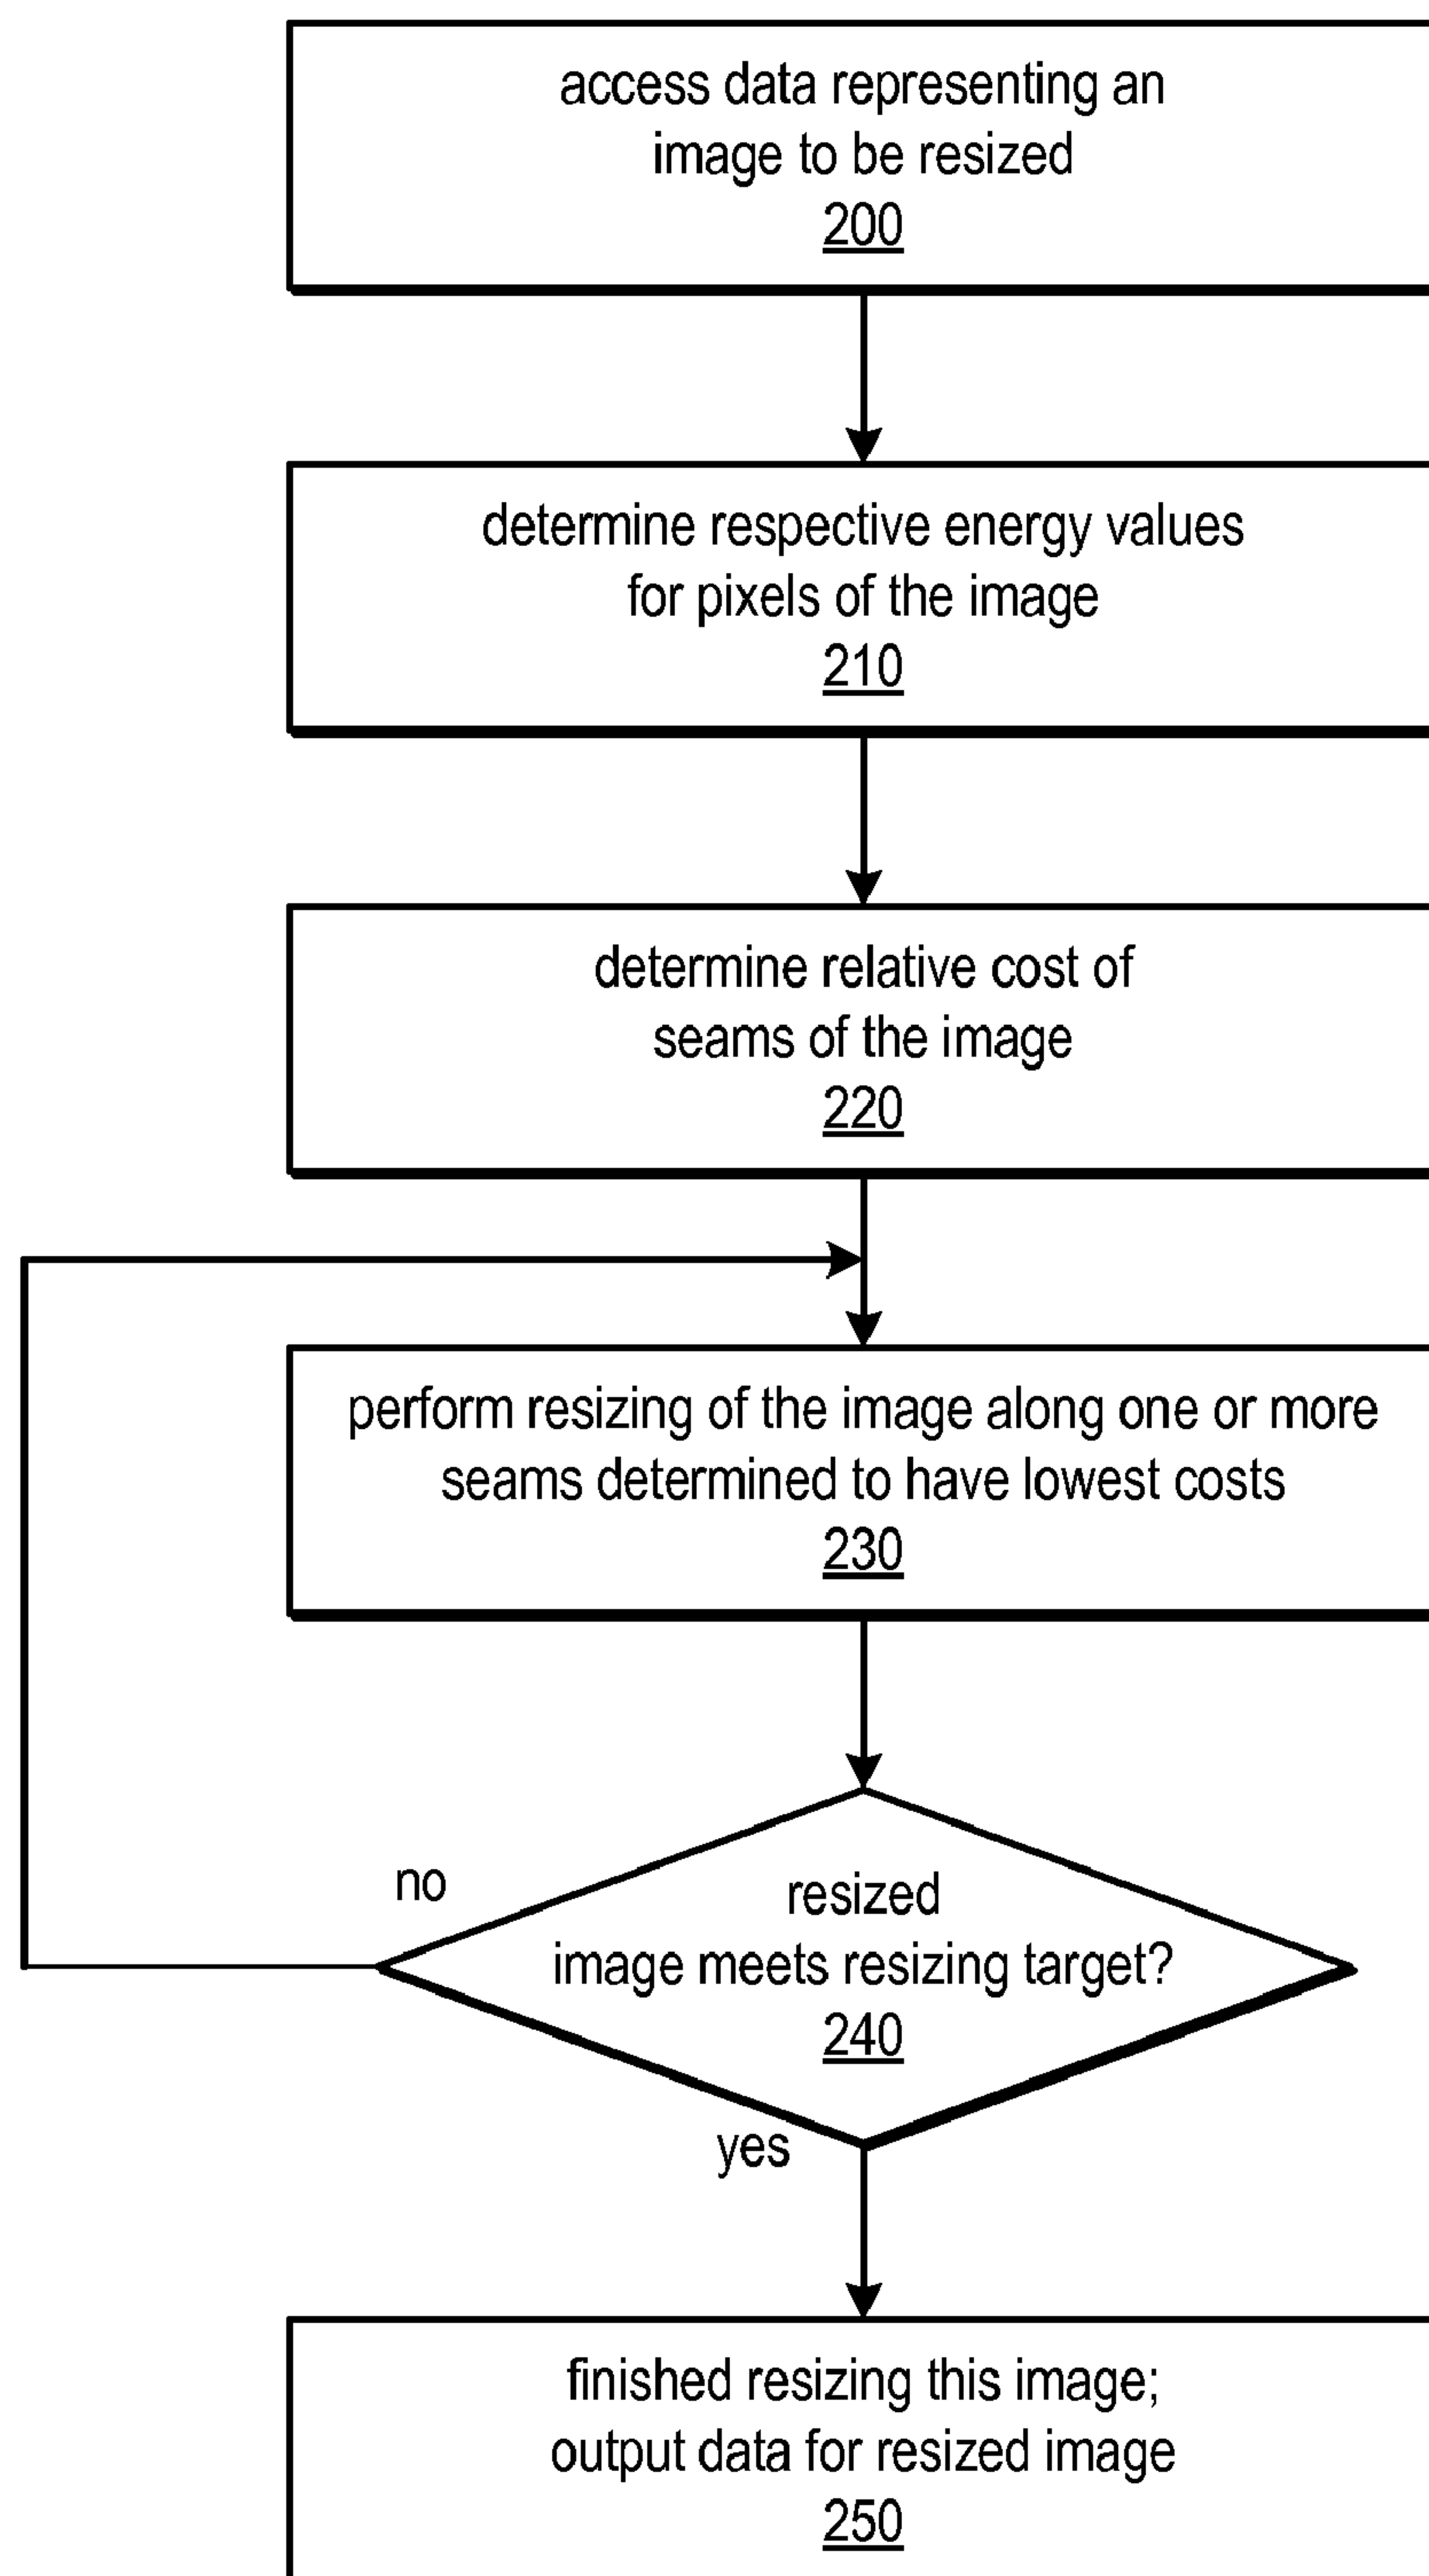 access data representing an
image to be resized
200
determine respective energy values
for pixels of the image
210
determine relative cost of
seams of the image
220
perform resizing of the image along one or more
seams determined to have lowest costs
230
no
resized
image meets resizing target?
240
yes
finished resizing this image;
output data for resized image
250